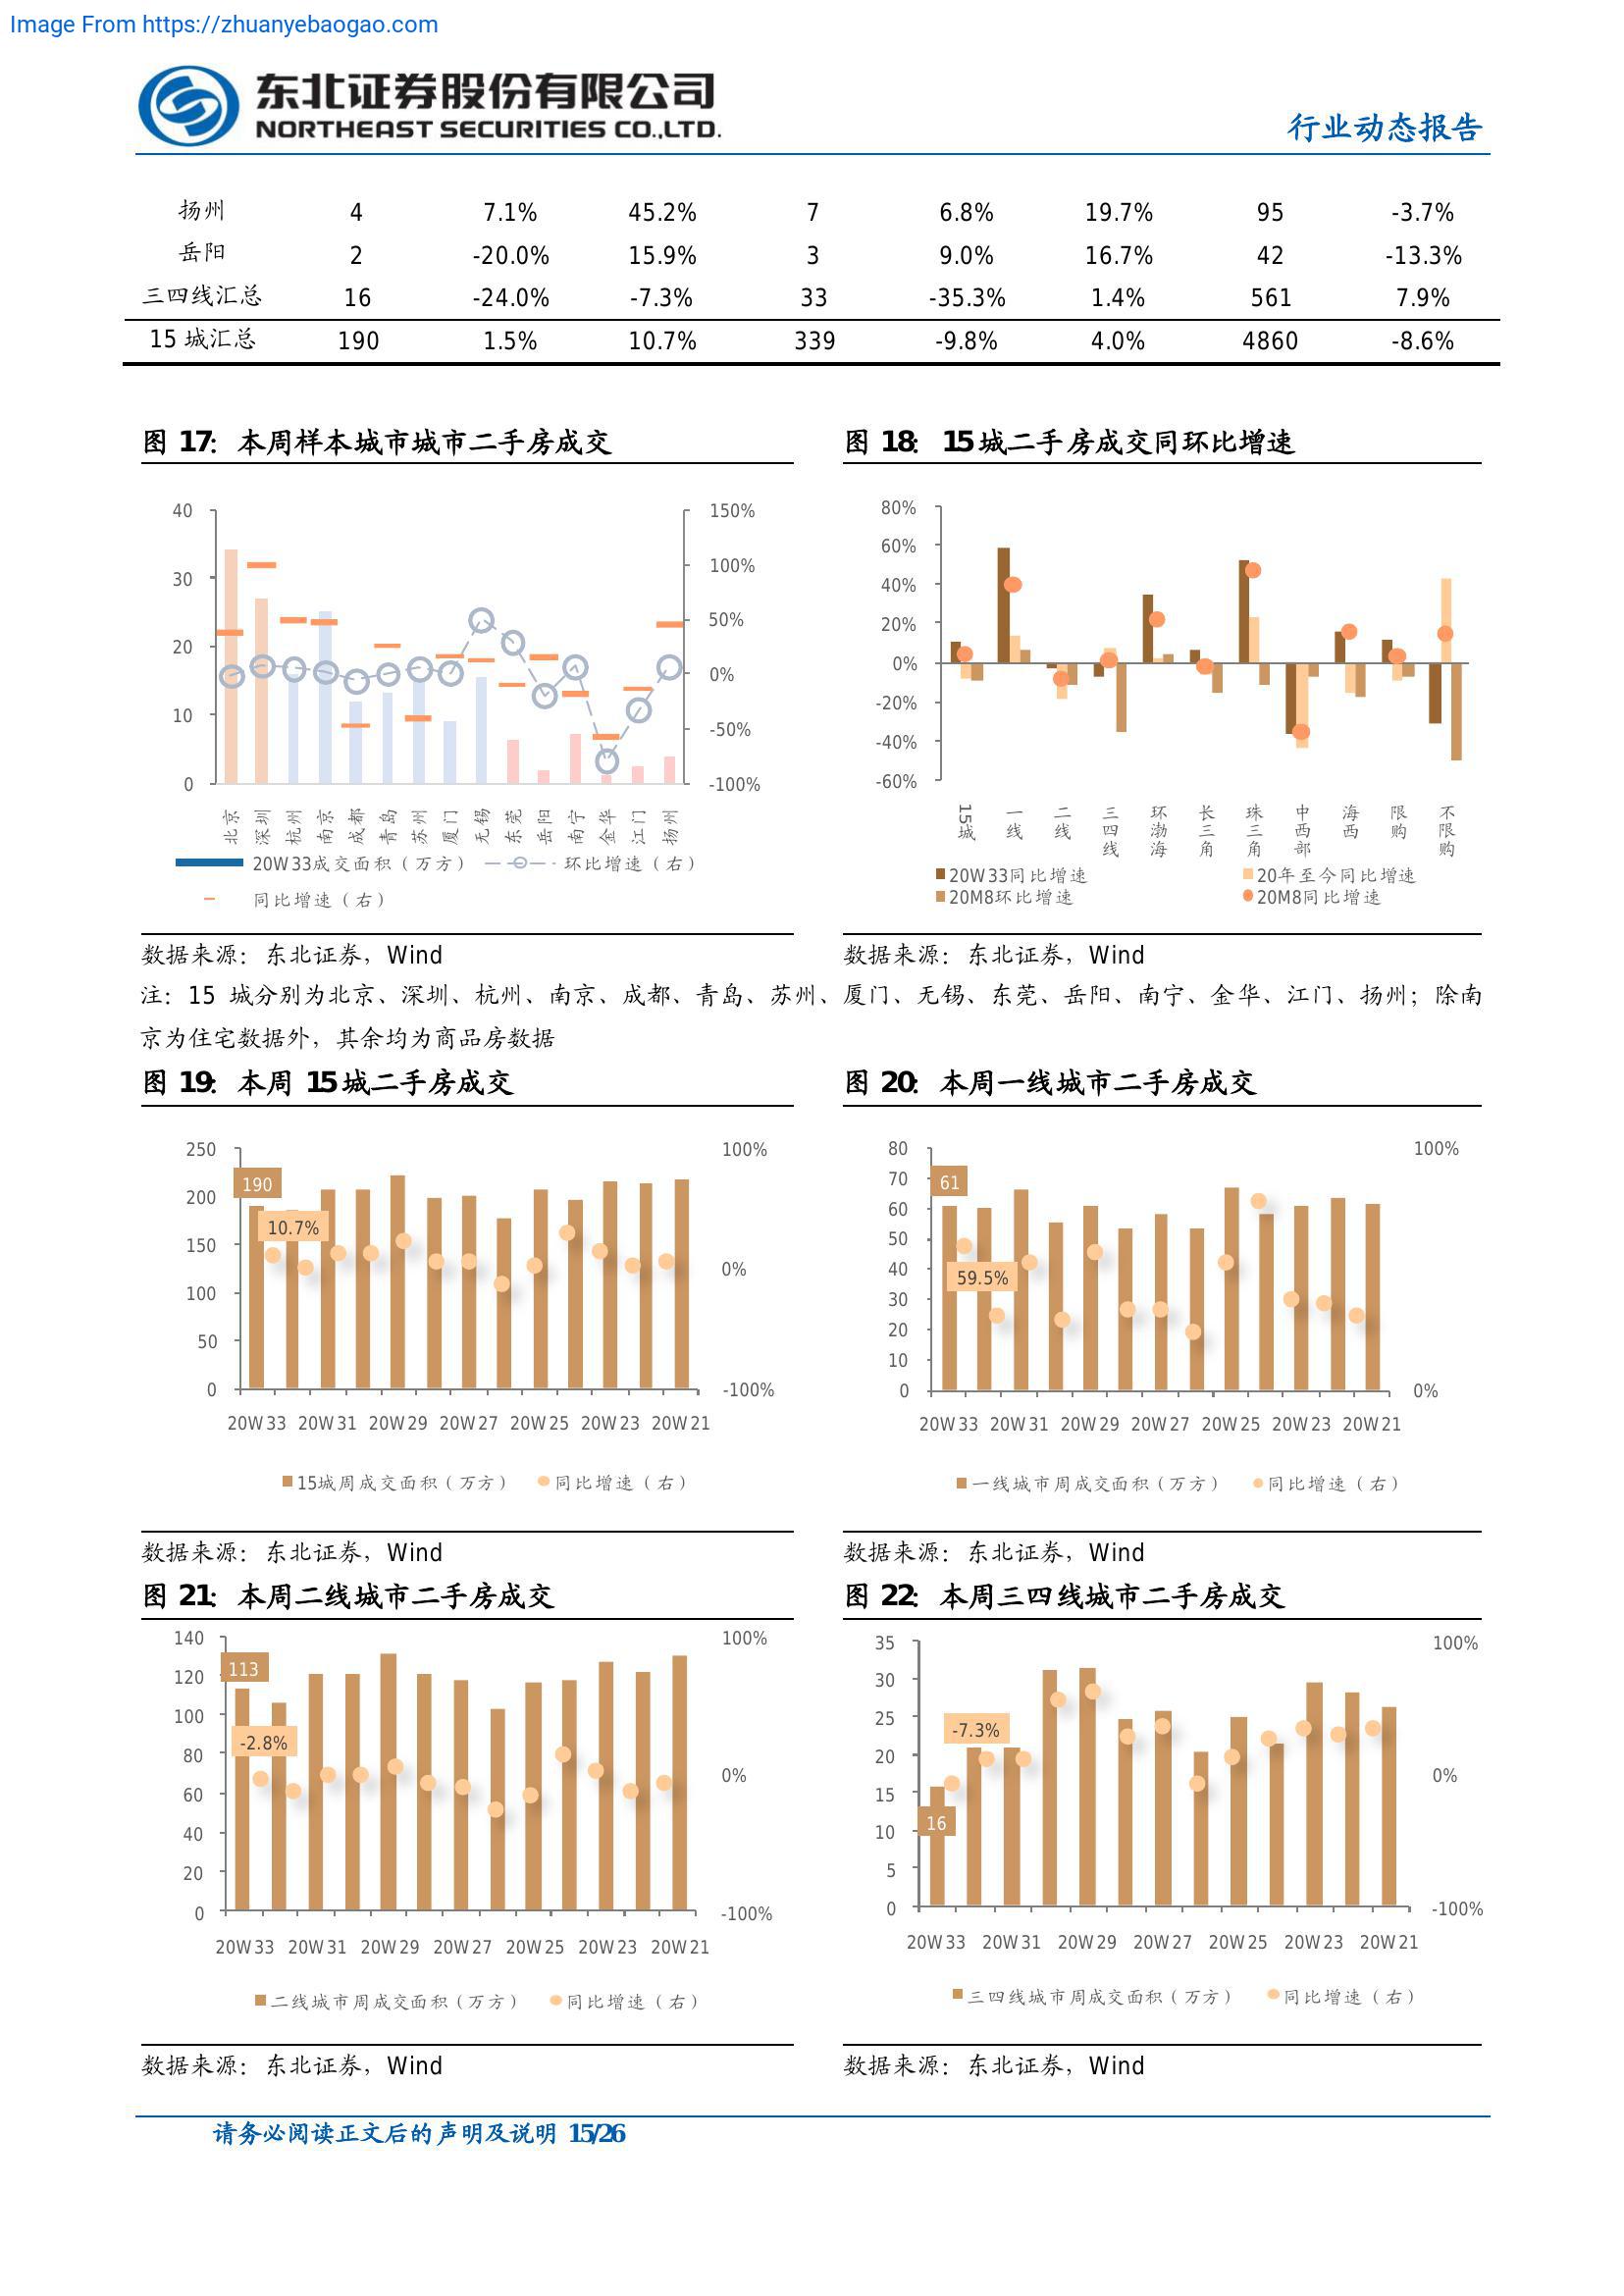 Image From https://zhuanyebaogao.com
东北证券股份有限公司
NORTHEAST SECURITIES CO.,LTD.
行业动态报告
扬州 4 7.1% 45.2% 7 6.8% 19.7% 95 -3.7%
岳阳 2 -20.0% 15.9% 3 9.0% 16.7% 42 -13.3%
三四线汇总 16 -24.0% -7.3% 33 -35.3% 1.4% 561 7.9%
15 城汇总 190 1.5% 10.7% 339 -9.8% 4.0% 4860 -8.6%
图 17: 本周样本城市城市二手房成交
40
30
20
10
0
150%
100%
50%
0%
-50%
-100%
北京 深圳 杭州 南京 成都 青岛 苏州 厦门 无锡 东莞 岳阳 南宁 金华 江门 扬州
20W33成交面积（万方） 环比增速（右）
同比增速（右）
数据来源：东北证券，Wind
图 18: 15城二手房成交同环比增速
80%
60%
40%
20%
0%
-20%
-40%
-60%
15城 一线 二线 三四线 环渤海 长三角 珠三角 中西部 海西 限购 不限购
20W33同比增速 20年至今同比增速
20M8环比增速 20M8同比增速
数据来源：东北证券，Wind
注：15 城分别为北京、深圳、杭州、南京、成都、青岛、苏州、厦门、无锡、东莞、岳阳、南宁、金华、江门、扬州；除南
京为住宅数据外，其余均为商品房数据
图 19: 本周 15城二手房成交
250
200
150
100
50
0
100%
0%
-100%
190
10.7%
20W33 20W31 20W29 20W27 20W25 20W23 20W21
15城周成交面积（万方） 同比增速（右）
数据来源：东北证券，Wind
图 20: 本周一线城市二手房成交
80
70
60
50
40
30
20
10
0
100%
0%
61
59.5%
20W33 20W31 20W29 20W27 20W25 20W23 20W21
一线城市周成交面积（万方） 同比增速（右）
数据来源：东北证券，Wind
图 21: 本周二线城市二手房成交
140
120
100
80
60
40
20
0
100%
0%
-100%
113
-2.8%
20W33 20W31 20W29 20W27 20W25 20W23 20W21
二线城市周成交面积（万方） 同比增速（右）
数据来源：东北证券，Wind
图 22: 本周三四线城市二手房成交
35
30
25
20
15
10
5
0
100%
0%
-100%
-7.3%
16
20W33 20W31 20W29 20W27 20W25 20W23 20W21
三四线城市周成交面积（万方） 同比增速（右）
数据来源：东北证券，Wind
请务必阅读正文后的声明及说明 15/26